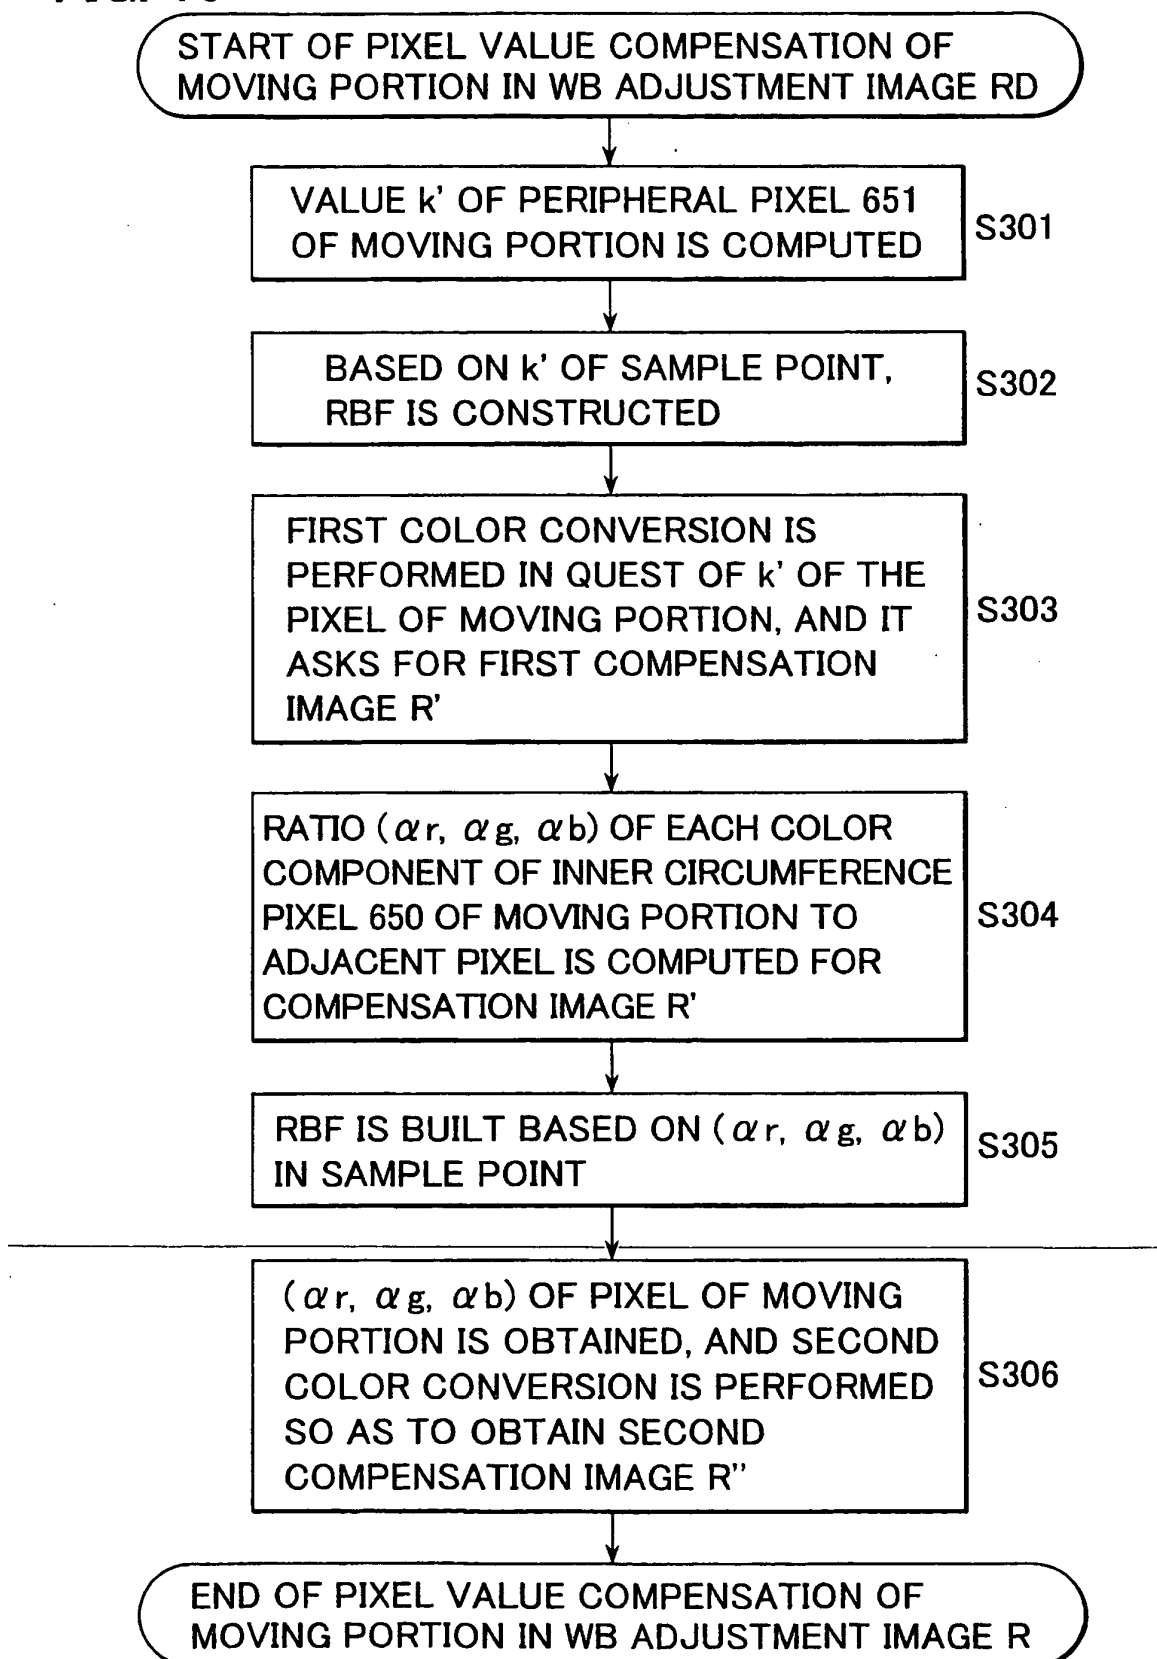 START OF PIXEL VALUE COMPENSATION OF
MOVING PORTION IN WB ADJUSTMENT IMAGE RD
VALUE k' OF PERIPHERAL PIXEL 651
OF MOVING PORTION IS COMPUTED
S301
BASED ON k' OF SAMPLE POINT,
RBF IS CONSTRUCTED
S302
FIRST COLOR CONVERSION IS
PERFORMED IN QUEST OF k' OF THE
PIXEL OF MOVING PORTION, AND IT
ASKS FOR FIRST COMPENSATION
IMAGE R'
S303
RATIO (αr, αg, αb) OF EACH COLOR
COMPONENT OF INNER CIRCUMFERENCE
PIXEL 650 OF MOVING PORTION TO
ADJACENT PIXEL IS COMPUTED FOR
COMPENSATION IMAGE R'
S304
RBF IS BUILT BASED ON (αr, αg, αb)
IN SAMPLE POINT
S305
(αr, αg, αb) OF PIXEL OF MOVING
PORTION IS OBTAINED, AND SECOND
COLOR CONVERSION IS PERFORMED
SO AS TO OBTAIN SECOND
COMPENSATION IMAGE R"
S306
END OF PIXEL VALUE COMPENSATION OF
MOVING PORTION IN WB ADJUSTMENT IMAGE R